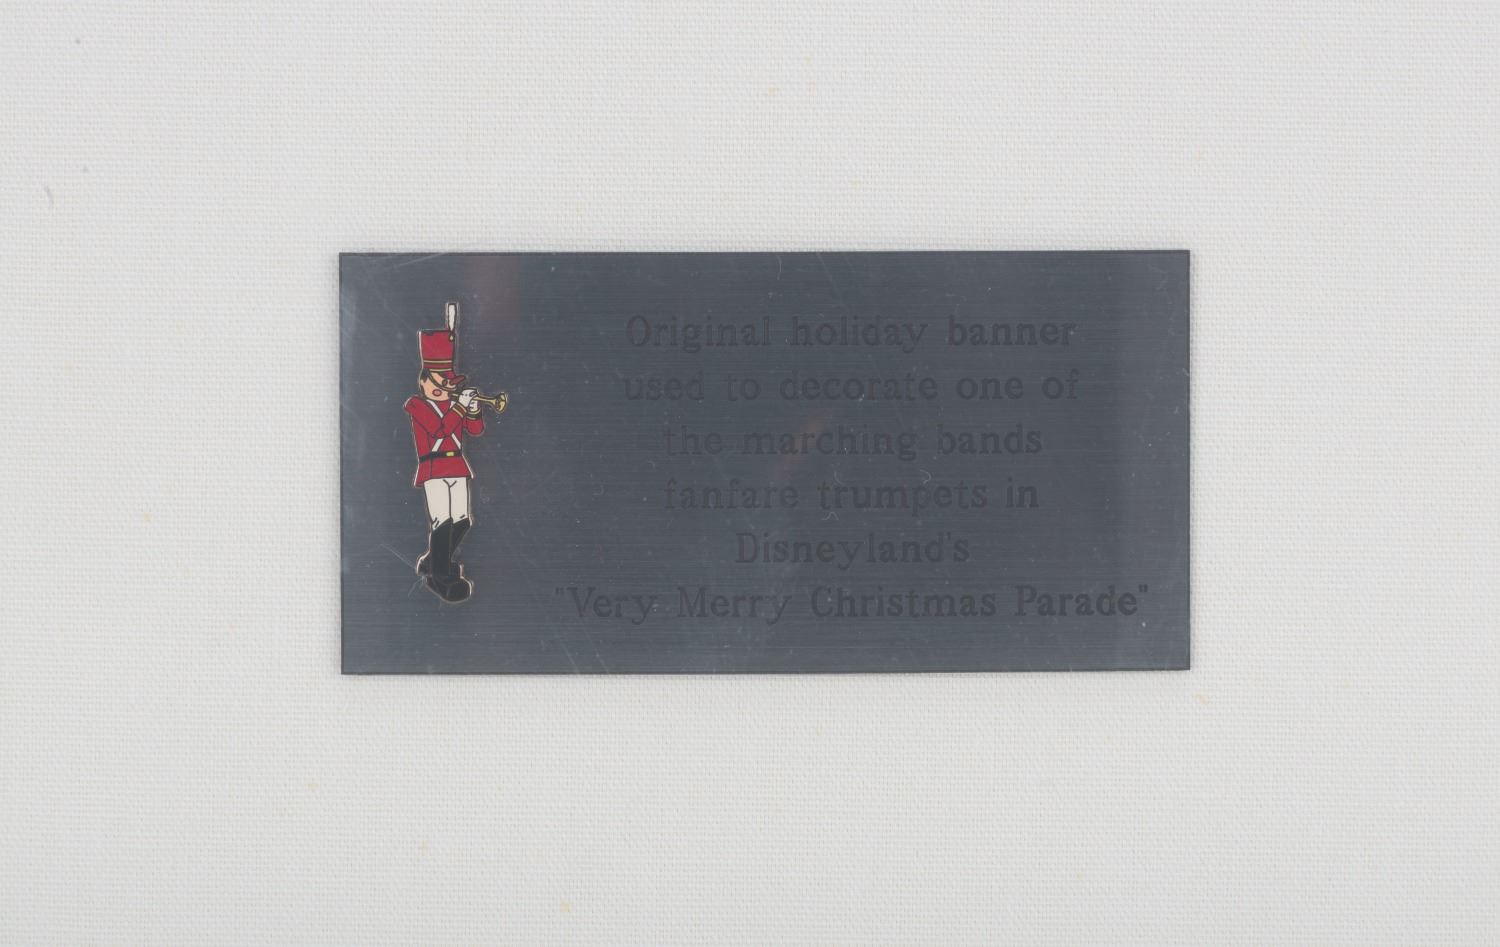 Original holiday banner
used to decorate one of
the marching bands
fanfare trumpets in
Disneyland's
"Very Merry Christmas Parade"